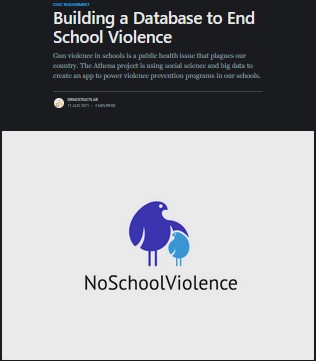 CIVIC ENGAGEMENT
Building a Database to End
School Violence
Gun violence in schools is a public health issue that plagues our
country. The Athena project is using social science and big data to
create an app to power violence prevention programs in our schools.
DEMOCRACYLAB
NoSchoolViolence